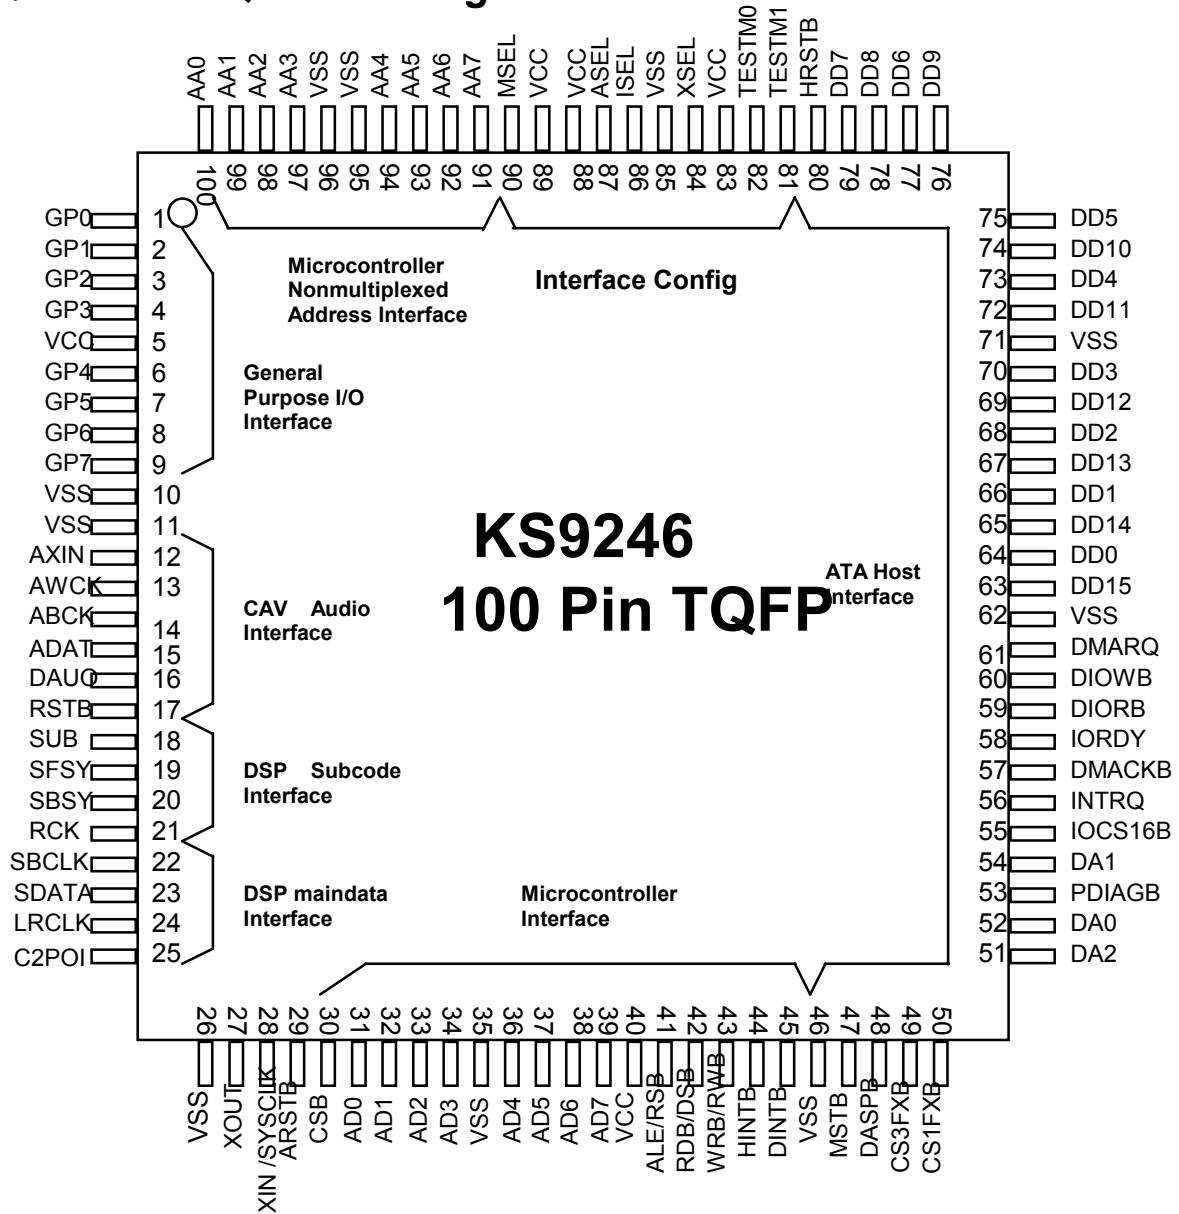 AA0 AA1 AA2 AA3 VSS VSS AA4 AA5 AA6 AA7 MSEL VCC VCC ASEL ISEL VSS XSEL VCC TESTM0 TESTM1 HRSTB DD7 DD8 DD6 DD9
100 99 98 97 96 95 94 93 92 91 90 89 88 87 86 85 84 83 82 81 80 79 78 77 76
GP0 1
GP1 2
GP2 3
GP3 4
VCC 5
GP4 6
GP5 7
GP6 8
GP7 9
VSS 10
VSS 11
AXIN 12
AWCK 13
ABCK 14
ADAT 15
DAUO 16
RSTB 17
SUB 18
SFSY 19
SBSY 20
RCK 21
SBCLK 22
SDATA 23
LRCLK 24
C2POI 25
Microcontroller
Nonmultiplexed
Address Interface
Interface Config
General
Purpose I/O
Interface
KS9246
100 Pin TQFP
ATA Host
Interface
CAV Audio
Interface
DSP Subcode
Interface
DSP maindata
Interface
Microcontroller
Interface
75 DD5
74 DD10
73 DD4
72 DD11
71 VSS
70 DD3
69 DD12
68 DD2
67 DD13
66 DD1
65 DD14
64 DD0
63 DD15
62 VSS
61 DMARQ
60 DIOWB
59 DIORB
58 IORDY
57 DMACKB
56 INTRQ
55 IOCS16B
54 DA1
53 PDIAGB
52 DA0
51 DA2
26 27 28 29 30 31 32 33 34 35 36 37 38 39 40 41 42 43 44 45 46 47 48 49 50
VSS XOUT XIN /SYSCLK ARSTB CSB AD0 AD1 AD2 AD3 VSS AD4 AD5 AD6 AD7 VCC ALE/RSB RDB/DSB WRB/RWB HINTB DINTB VSS MSTB DASPB CS3FXB CS1FXB